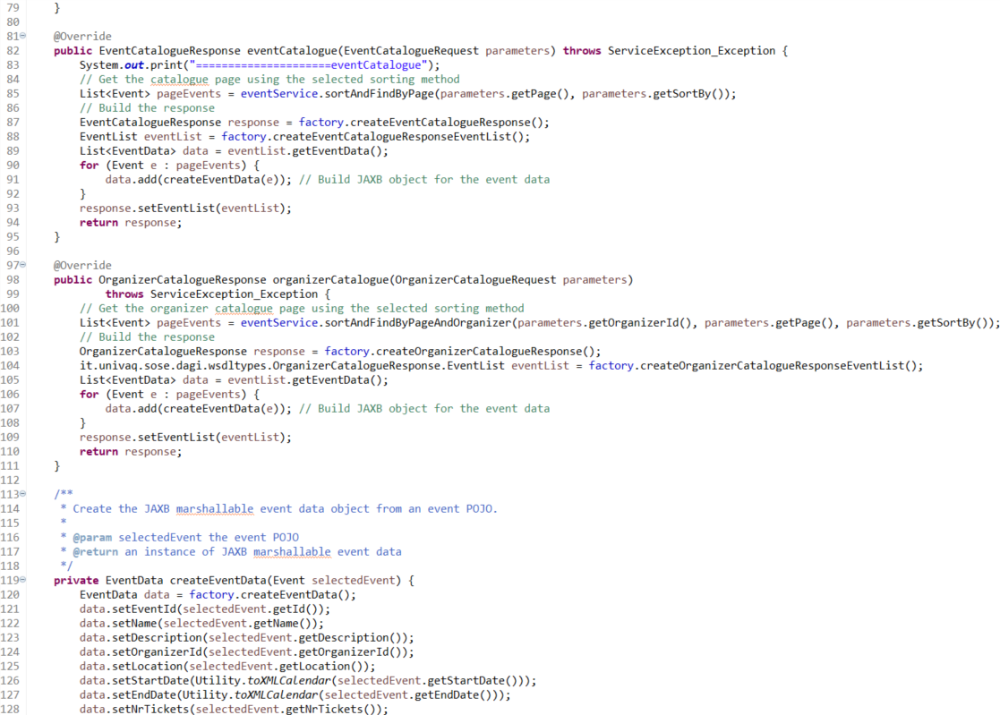 79 }
80
81 @Override
82 public EventCatalogueResponse eventCatalogue(EventCatalogueRequest parameters) throws ServiceException_Exception {
83 System.out.print("=====================eventCatalogue");
84 // Get the catalogue page using the selected sorting method
85 List<Event> pageEvents = eventService.sortAndFindByPage(parameters.getPage(), parameters.getSortBy());
86 // Build the response
87 EventCatalogueResponse response = factory.createEventCatalogueResponse();
88 EventList eventList = factory.createEventCatalogueResponseEventList();
89 List<EventData> data = eventList.getEventData();
90 for (Event e : pageEvents) {
91 data.add(createEventData(e)); // Build JAXB object for the event data
92 }
93 response.setEventList(eventList);
94 return response;
95 }
96
97 @Override
98 public OrganizerCatalogueResponse organizerCatalogue(OrganizerCatalogueRequest parameters)
99 throws ServiceException_Exception {
100 // Get the organizer catalogue page using the selected sorting method
101 List<Event> pageEvents = eventService.sortAndFindByPageAndOrganizer(parameters.getOrganizerId(), parameters.getPage(), parameters.getSortBy());
102 // Build the response
103 OrganizerCatalogueResponse response = factory.createOrganizerCatalogueResponse();
104 it.univaq.sose.dagi.wsdltypes.OrganizerCatalogueResponse.EventList eventList = factory.createOrganizerCatalogueResponseEventList();
105 List<EventData> data = eventList.getEventData();
106 for (Event e : pageEvents) {
107 data.add(createEventData(e)); // Build JAXB object for the event data
108 }
109 response.setEventList(eventList);
110 return response;
111 }
112
113 /**
114 * Create the JAXB marshallable event data object from an event POJO.
115 *
116 * @param selectedEvent the event POJO
117 * @return an instance of JAXB marshallable event data
118 */
119 private EventData createEventData(Event selectedEvent) {
120 EventData data = factory.createEventData();
121 data.setEventId(selectedEvent.getId());
122 data.setName(selectedEvent.getName());
123 data.setDescription(selectedEvent.getDescription());
124 data.setOrganizerId(selectedEvent.getOrganizerId());
125 data.setLocation(selectedEvent.getLocation());
126 data.setStartDate(Utility.toXMLCalendar(selectedEvent.getStartDate()));
127 data.setEndDate(Utility.toXMLCalendar(selectedEvent.getEndDate()));
128 data.setNrTickets(selectedEvent.getNrTickets());